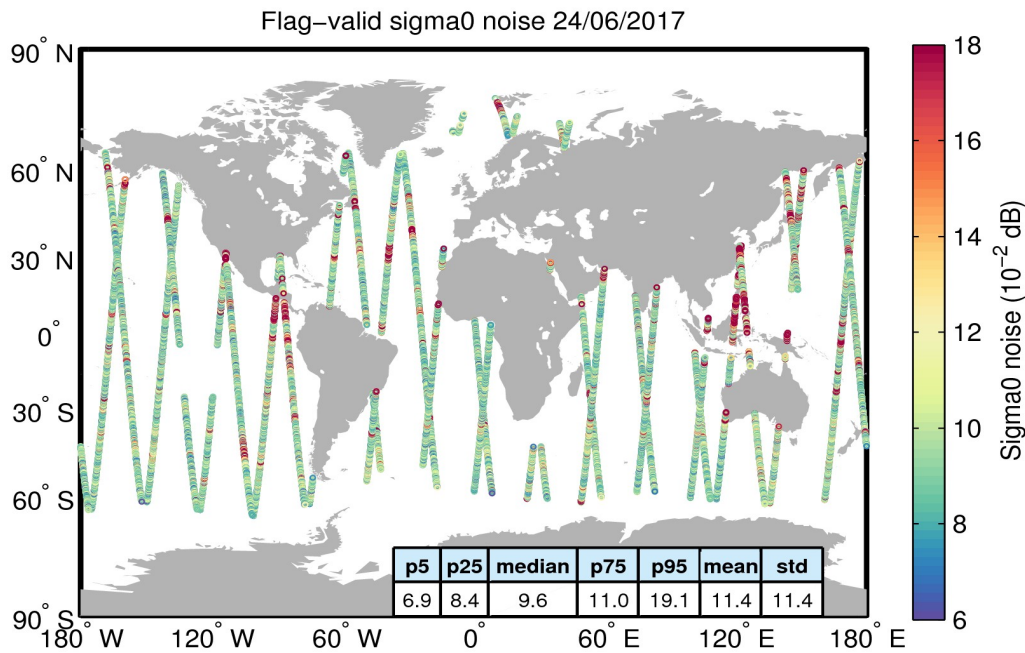 Flag−valid sigma0 noise 24/06/2017
90° N
60° N
30° N
0°
30° S
60° S
90° S
180° W
120° W
60° W
0°
60° E
120° E
180° E
p5 p25 median p75 p95 mean std
6.9 8.4 9.6 11.0 19.1 11.4 11.4
18
16
14
12
10
8
6
Sigma0 noise (10⁻² dB)